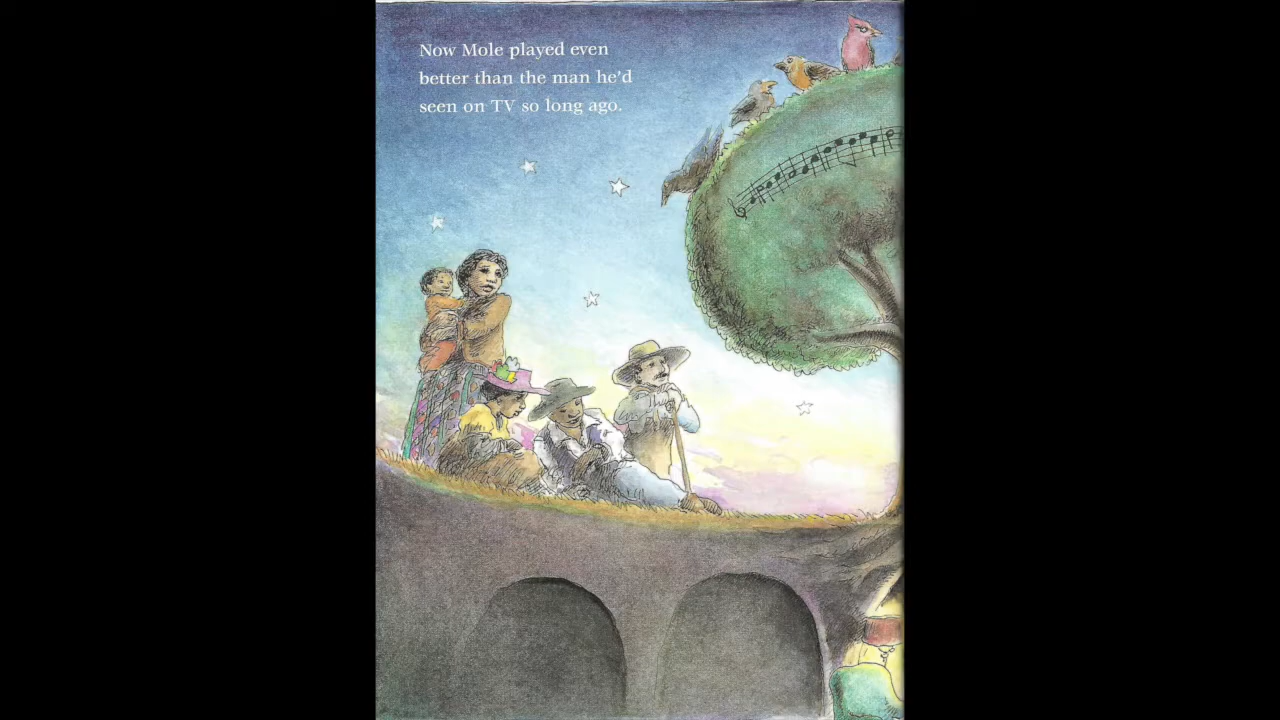 Now Mole played even
better than the man he'd
seen on TV so long ago.